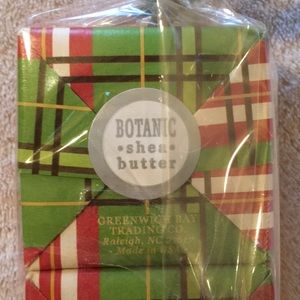 BOTANIC
• shea •
butter
GREENWICH BAY
TRADING CO.
Raleigh, NC
- Made in